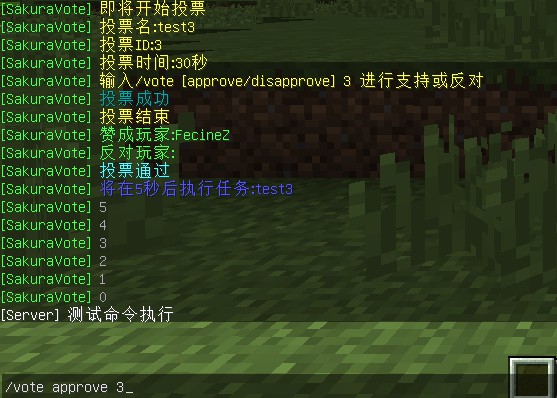 [SakuraVote] 即将开始投票
[SakuraVote] 投票名:test3
[SakuraVote] 投票ID:3
[SakuraVote] 投票时间:30秒
[SakuraVote] 输入/vote [approve/disapprove] 3 进行支持或反对
[SakuraVote] 投票成功
[SakuraVote] 投票结束
[SakuraVote] 赞成玩家:FecineZ
[SakuraVote] 反对玩家:
[SakuraVote] 投票通过
[SakuraVote] 将在5秒后执行任务:test3
[SakuraVote] 5
[SakuraVote] 4
[SakuraVote] 3
[SakuraVote] 2
[SakuraVote] 1
[SakuraVote] 0
[Server] 测试命令执行
/vote approve 3_